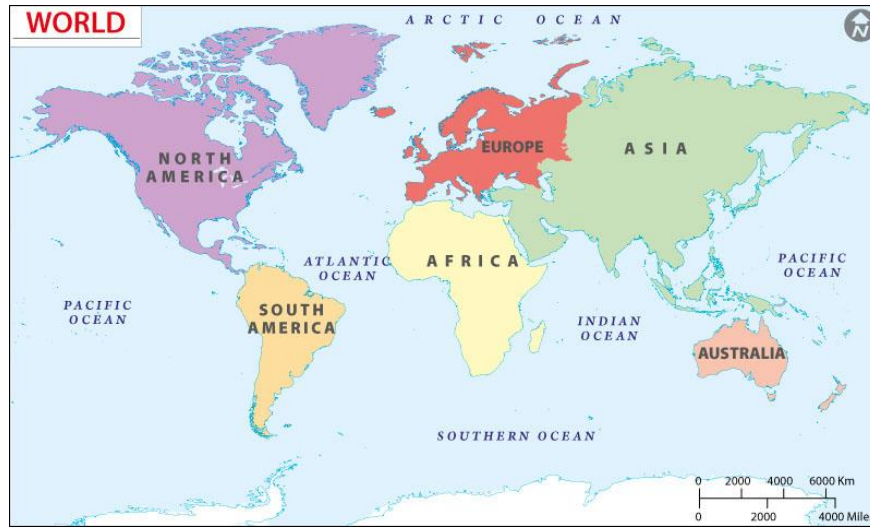 WORLD
ARCTIC OCEAN
N
NORTH
AMERICA
EUROPE
ASIA
ATLANTIC
OCEAN
AFRICA
PACIFIC
OCEAN
PACIFIC
OCEAN
SOUTH
AMERICA
INDIAN
OCEAN
AUSTRALIA
SOUTHERN OCEAN
0 2000 4000 6000 Km
0 2000 4000 Mile